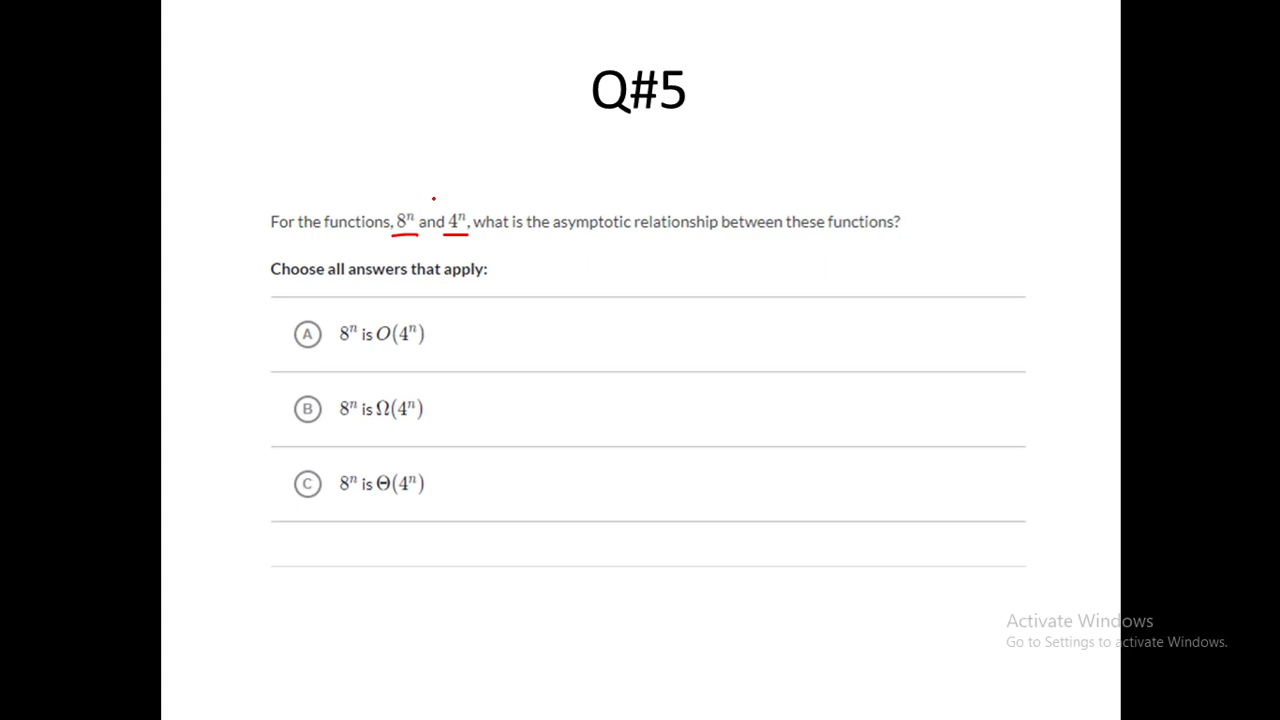 Q#5
For the functions, 8ⁿ and 4ⁿ, what is the asymptotic relationship between these functions?
Choose all answers that apply:
A 8ⁿ is O(4ⁿ)
B 8ⁿ is Ω(4ⁿ)
C 8ⁿ is Θ(4ⁿ)
Activate Windows
Go to Settings to activate Windows.